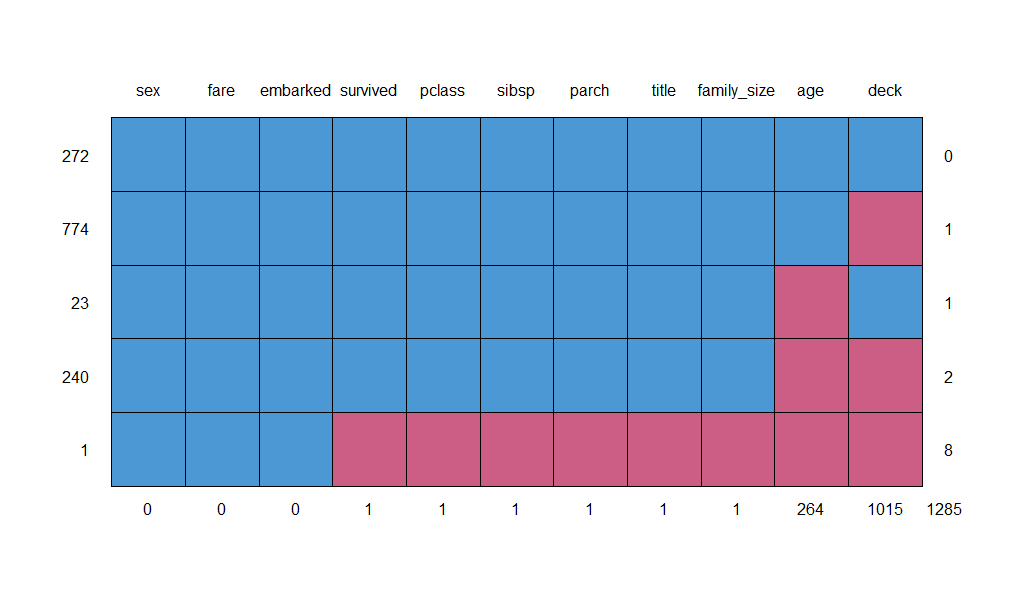 sex fare embarked survived pclass sibsp parch title family_size age deck
272 0
774 1
23 1
240 2
1 8
0 0 0 1 1 1 1 1 1 264 1015 1285